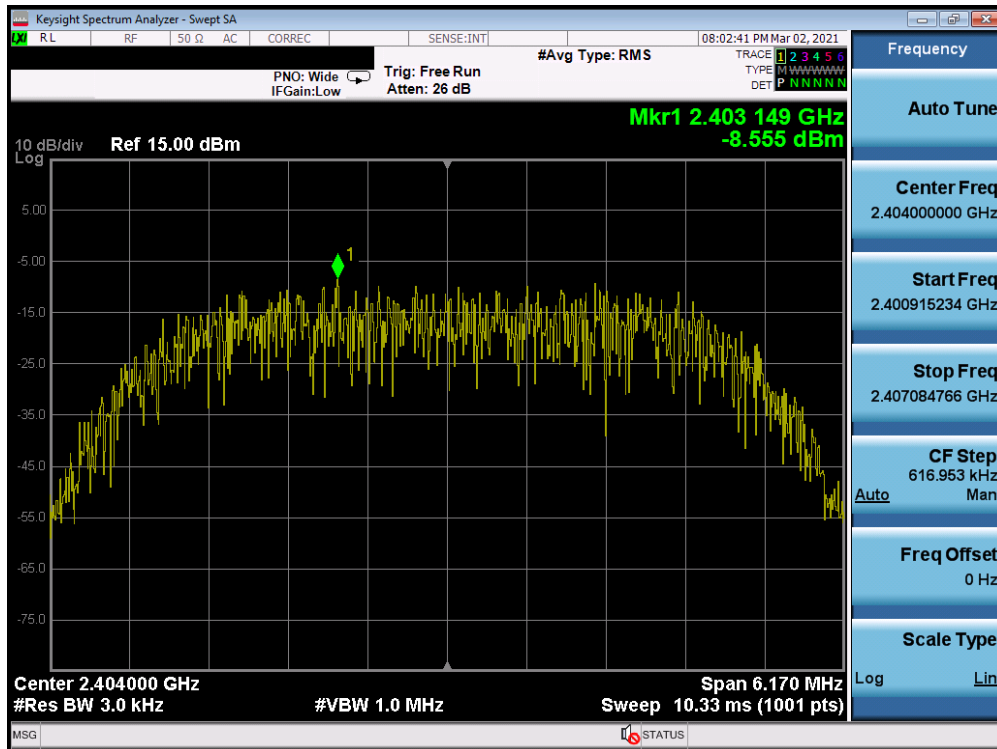 Keysight Spectrum Analyzer - Swept SA
LXI RL RF 50 Ω AC CORREC SENSE:INT 08:02:41 PM Mar 02, 2021
#Avg Type: RMS TRACE 1 2 3 4 5 6
PNO: Wide Trig: Free Run TYPE M WWWWW
IFGain:Low Atten: 26 dB DET P N N N N N
Mkr1 2.403 149 GHz
-8.555 dBm
10 dB/div Ref 15.00 dBm
Log
1
5.00
-5.00
-15.0
-25.0
-35.0
-45.0
-55.0
-65.0
-75.0
Center 2.404000 GHz Span 6.170 MHz
#Res BW 3.0 kHz #VBW 1.0 MHz Sweep 10.33 ms (1001 pts)
MSG STATUS
Frequency
Auto Tune
Center Freq
2.404000000 GHz
Start Freq
2.400915234 GHz
Stop Freq
2.407084766 GHz
CF Step
616.953 kHz
Auto Man
Freq Offset
0 Hz
Scale Type
Log Lin